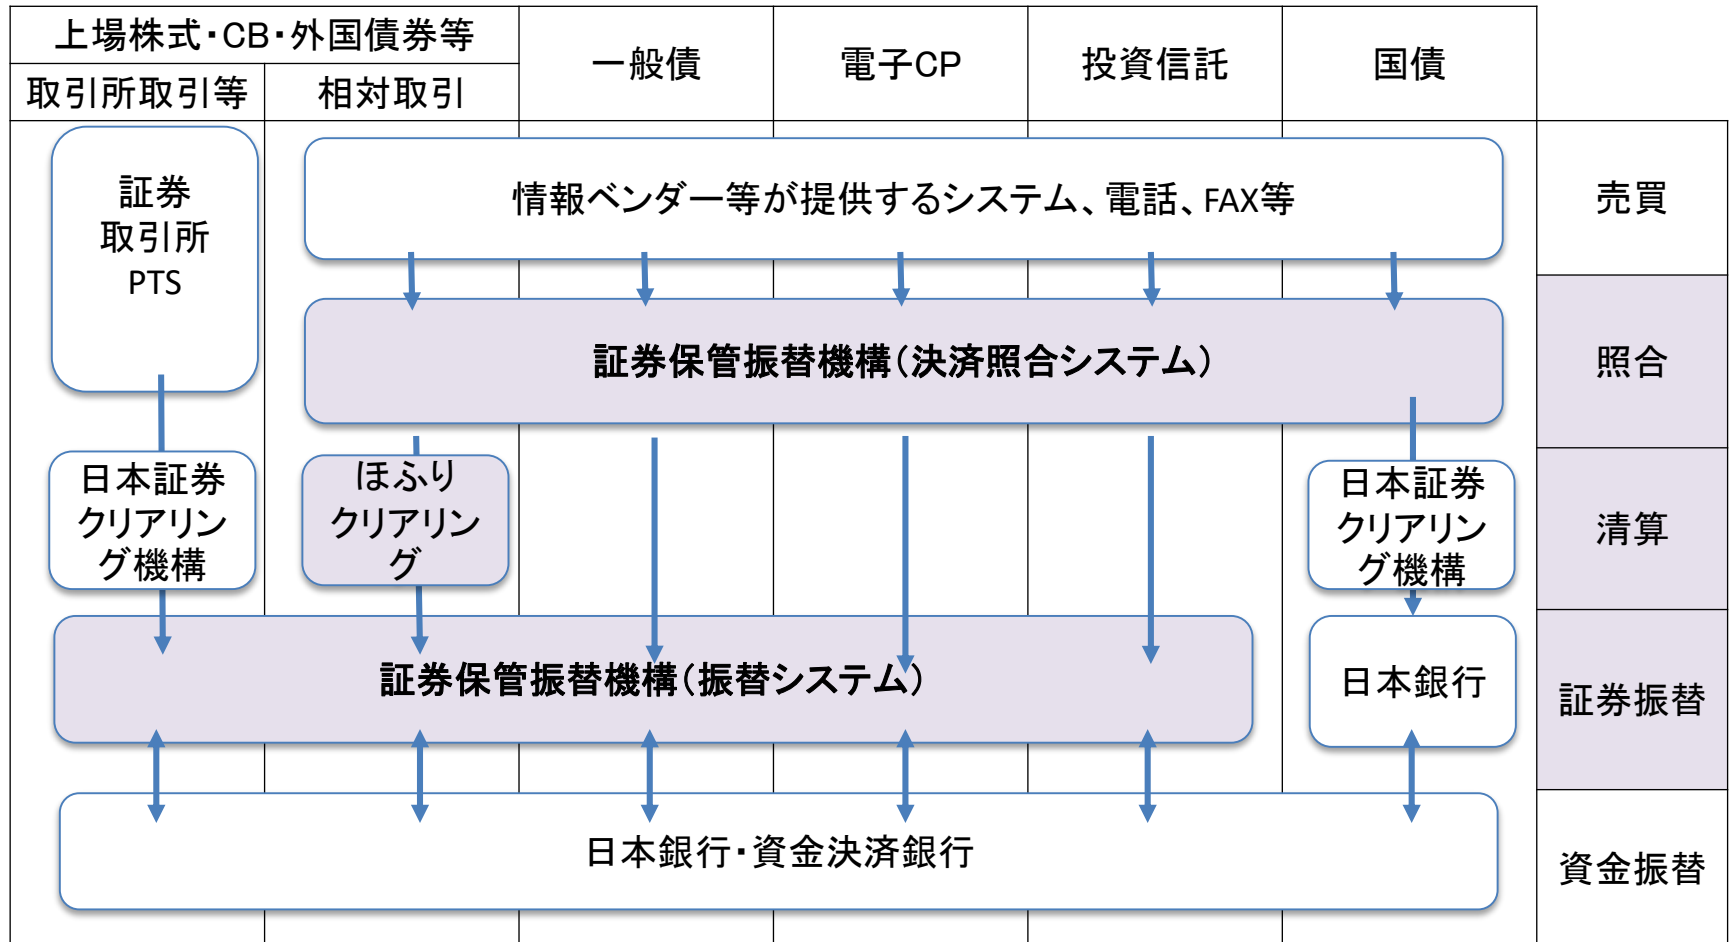 上場株式・CB・外国債券等
一般債
電子CP
投資信託
国債
取引所取引等
相対取引
証券
取引所
PTS
情報ベンダー等が提供するシステム、電話、FAX等
売買
証券保管振替機構（決済照合システム）
照合
日本証券
クリアリン
グ機構
ほふり
クリアリン
グ
日本証券
クリアリン
グ機構
清算
証券保管振替機構（振替システム）
日本銀行
証券振替
日本銀行・資金決済銀行
資金振替